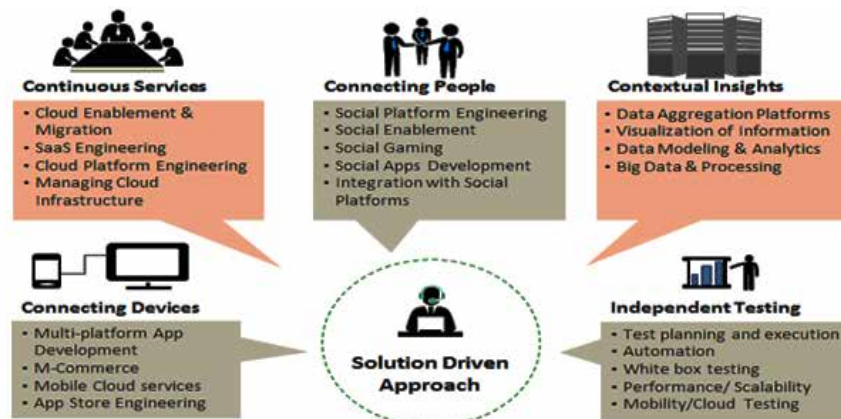 Continuous Services
• Cloud Enablement &
Migration
• SaaS Engineering
• Cloud Platform Engineering
• Managing Cloud
Infrastructure
Connecting People
• Social Platform Engineering
• Social Enablement
• Social Gaming
• Social Apps Development
• Integration with Social
Platforms
Contextual Insights
• Data Aggregation Platforms
• Visualization of Information
• Data Modeling & Analytics
• Big Data & Processing
Connecting Devices
• Multi-platform App
Development
• M-Commerce
• Mobile Cloud services
• App Store Engineering
Solution Driven
Approach
Independent Testing
• Test planning and execution
• Automation
• White box testing
• Performance/ Scalability
• Mobility/Cloud Testing